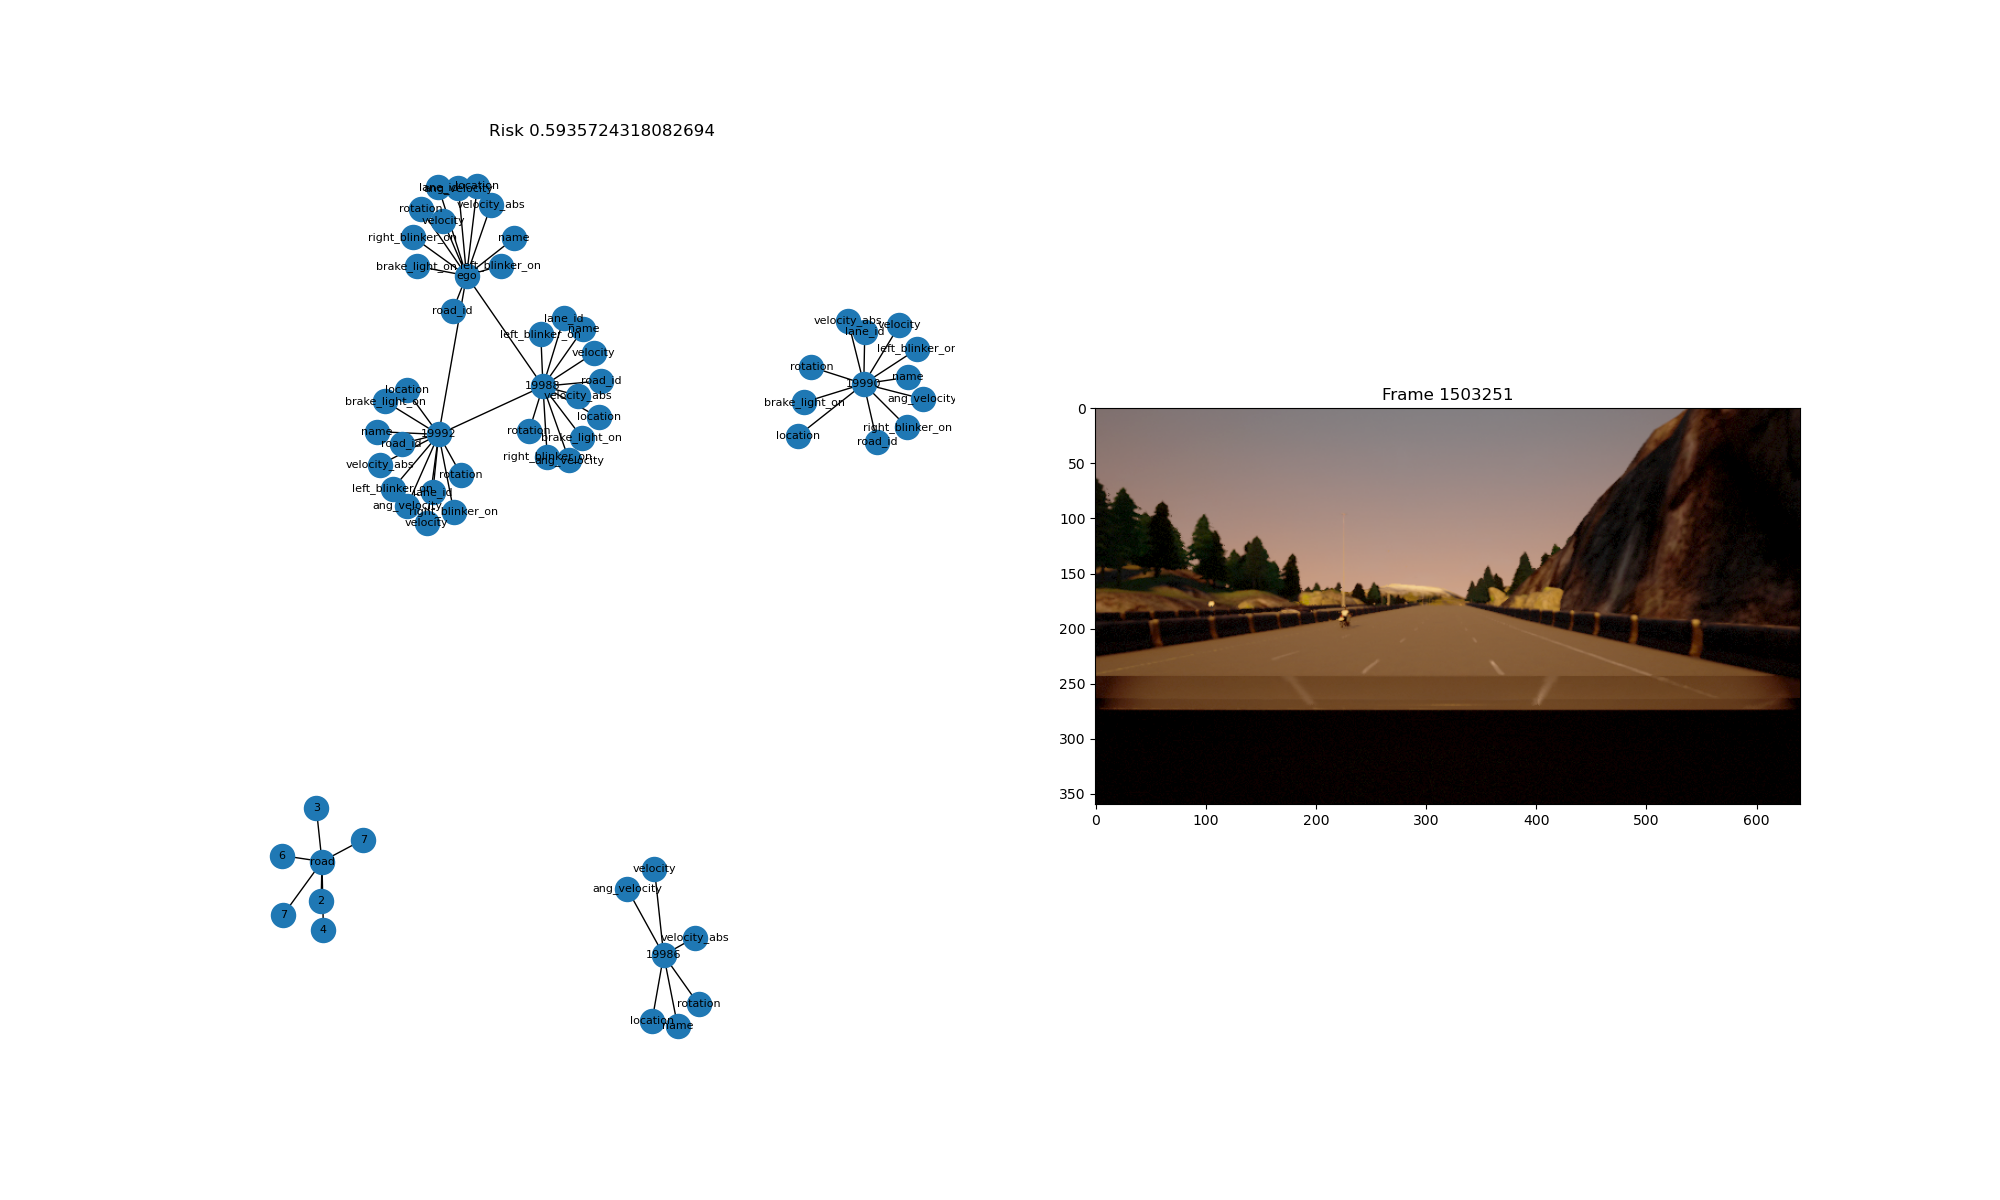 Risk 0.5935724318082694
lane_id
ang_velocity
location
velocity_abs
rotation
velocity
right_blinker_on
name
brake_light_on
left_blinker_on
ego
road_id
lane_id
name
left_blinker_on
velocity
19988
road_id
velocity_abs
location
rotation
brake_light_on
right_blinker_on
ang_velocity
location
brake_light_on
name
19992
road_id
velocity_abs
rotation
left_blinker_on
lane_id
ang_velocity
right_blinker_on
velocity
velocity_abs
velocity
lane_id
left_blinker_or
rotation
name
19990
brake_light_on
ang_velocity
right_blinker_on
location
road_id
Frame 1503251
0
50
100
150
200
250
300
350
0
100
200
300
400
500
600
3
7
6
road
2
7
4
velocity
ang_velocity
velocity_abs
19986
rotation
location
name